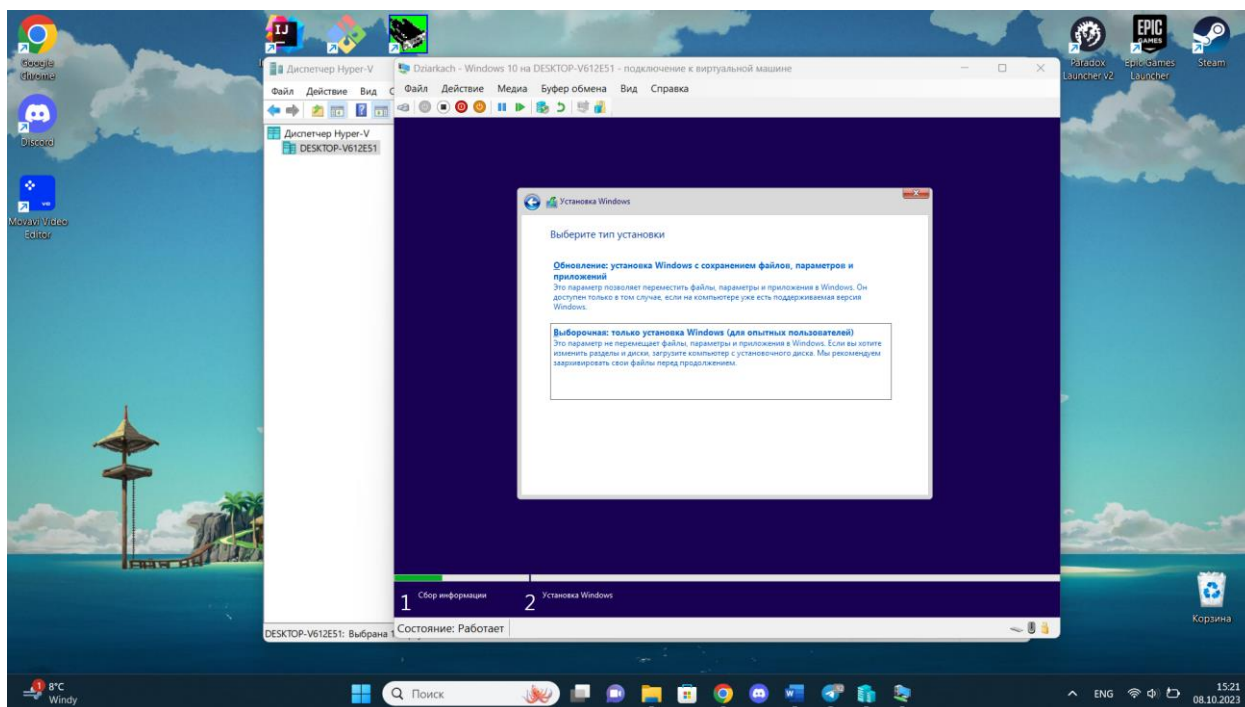 Google
Chrome
Discord
Movavi Video
Editor
IJ
EPIC
GAMES
Paradox
Launcher v2
Epic Games
Launcher
Steam
Корзина
Диспетчер Hyper-V
Файл Действие Вид
Диспетчер Hyper-V
DESKTOP-V612E51
DESKTOP-V612E51: Выбрана 1
Dziarkach - Windows 10 на DESKTOP-V612E51 - подключение к виртуальной машине
Файл Действие Медиа Буфер обмена Вид Справка
Установка Windows
Выберите тип установки
Обновление: установка Windows с сохранением файлов, параметров и
приложений
Это параметр позволяет переместить файлы, параметры и приложения в Windows. Он
доступен только в том случае, если на компьютере уже есть поддерживаемая версия
Windows.
Выборочная: только установка Windows (для опытных пользователей)
Это параметр не перемещает файлы, параметры и приложения в Windows. Если вы хотите
изменить разделы и диски, загрузите компьютер с установочного диска. Мы рекомендуем
заархивировать свои файлы перед продолжением.
1 Сбор информации 2 Установка Windows
Состояние: Работает
1
8°C
Windy
Поиск
ENG
15:21
08.10.2023